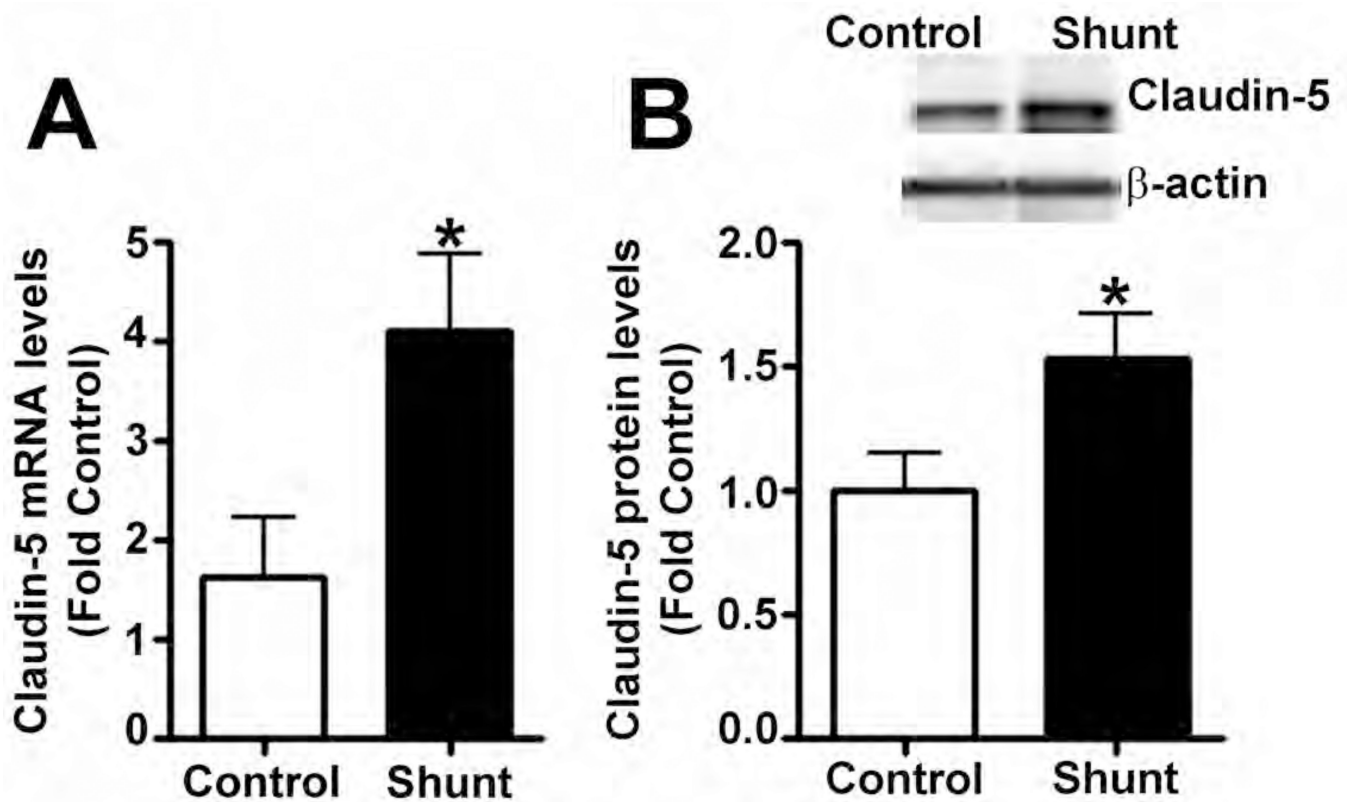 A
Claudin-5 mRNA levels
(Fold Control)
5
4
3
2
1
0
*
Control Shunt
B
Control Shunt
Claudin-5
β-actin
Claudin-5 protein levels
(Fold Control)
2.0
1.5
1.0
0.5
0.0
*
Control Shunt